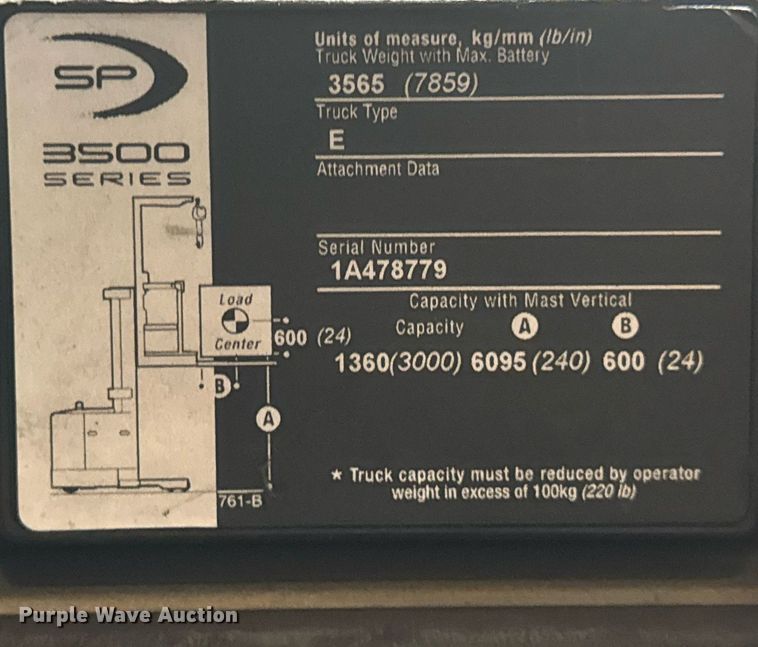 SP
3500
SERIES
Load
Center
600 (24)
B
A
761-B
Units of measure, kg/mm (lb/in)
Truck Weight with Max. Battery
3565 (7859)
Truck Type
E
Attachment Data
Serial Number
1A478779
Capacity with Mast Vertical
Capacity A B
1360(3000) 6095 (240) 600 (24)
* Truck capacity must be reduced by operator
weight in excess of 100kg (220 lb)
Purple Wave Auction